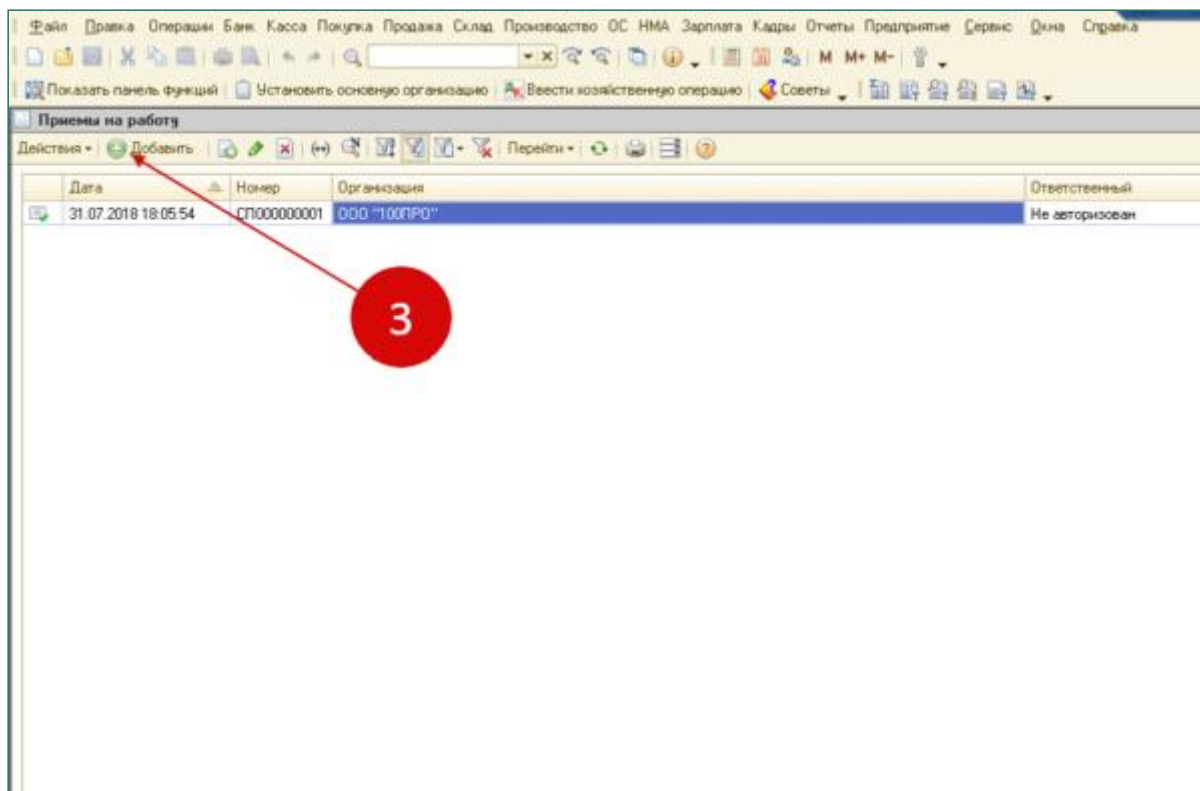 Файл Правка Операции Банк Касса Покупка Продажа Склад Производство ОС НМА Зарплата Кадры Отчеты Предприятие Сервис Окна Справка
M M+ M-
Показать панель функций Установить основную организацию Ввести хозяйственную операцию Советы
Приемы на работу
Действия Добавить Перейти
Дата Номер Организация Ответственный
31.07.2018 18:05:54 СП000000001 ООО "100ПРО" Не авторизован
3